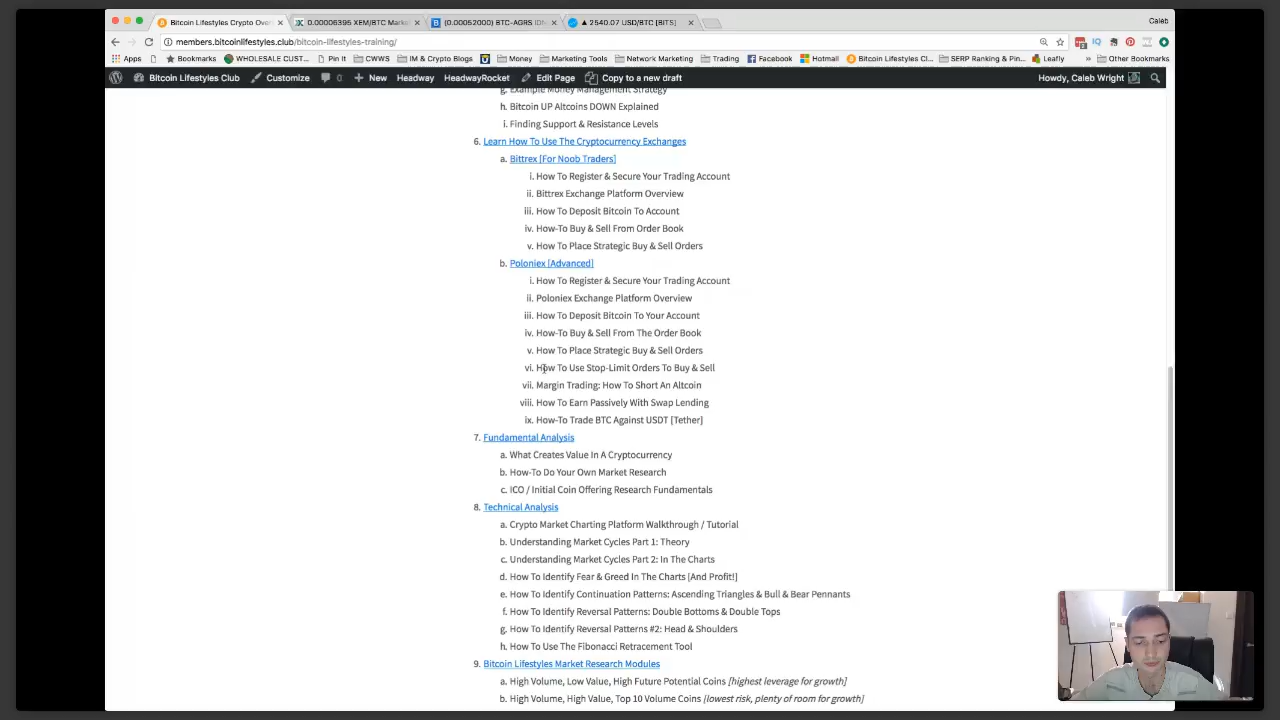 Bitcoin Lifestyles Crypto Over
0.00006395 XEM/BTC Marke
(0.00052000) BTC-AGRS (IDN
▲ 2540.07 USD/BTC [BITS]
Caleb
members.bitcoinlifestyles.club/bitcoin-lifestyles-training/
Apps
Bookmarks
WHOLESALE CUST...
Pin It
CWWS
IM & Crypto Blogs
Money
Marketing Tools
Network Marketing
Trading
Facebook
Hotmail
Bitcoin Lifestyles Cl...
SERP Ranking & Pin...
Leafly
» Other Bookmarks
Bitcoin Lifestyles Club
Customize
0
New
Headway
HeadwayRocket
Edit Page
Copy to a new draft
Howdy, Caleb Wright
g. Example Money Management Strategy
h. Bitcoin UP Altcoins DOWN Explained
i. Finding Support & Resistance Levels
6. Learn How To Use The Cryptocurrency Exchanges
a. Bittrex [For Noob Traders]
i. How To Register & Secure Your Trading Account
ii. Bittrex Exchange Platform Overview
iii. How To Deposit Bitcoin To Account
iv. How-To Buy & Sell From Order Book
v. How To Place Strategic Buy & Sell Orders
b. Poloniex [Advanced]
i. How To Register & Secure Your Trading Account
ii. Poloniex Exchange Platform Overview
iii. How To Deposit Bitcoin To Your Account
iv. How-To Buy & Sell From The Order Book
v. How To Place Strategic Buy & Sell Orders
vi. How To Use Stop-Limit Orders To Buy & Sell
vii. Margin Trading: How To Short An Altcoin
viii. How To Earn Passively With Swap Lending
ix. How-To Trade BTC Against USDT [Tether]
7. Fundamental Analysis
a. What Creates Value In A Cryptocurrency
b. How-To Do Your Own Market Research
c. ICO / Initial Coin Offering Research Fundamentals
8. Technical Analysis
a. Crypto Market Charting Platform Walkthrough / Tutorial
b. Understanding Market Cycles Part 1: Theory
c. Understanding Market Cycles Part 2: In The Charts
d. How To Identify Fear & Greed In The Charts [And Profit!]
e. How To Identify Continuation Patterns: Ascending Triangles & Bull & Bear Pennants
f. How To Identify Reversal Patterns: Double Bottoms & Double Tops
g. How To Identify Reversal Patterns #2: Head & Shoulders
h. How To Use The Fibonacci Retracement Tool
9. Bitcoin Lifestyles Market Research Modules
a. High Volume, Low Value, High Future Potential Coins [highest leverage for growth]
b. High Volume, High Value, Top 10 Volume Coins [lowest risk, plenty of room for growth]